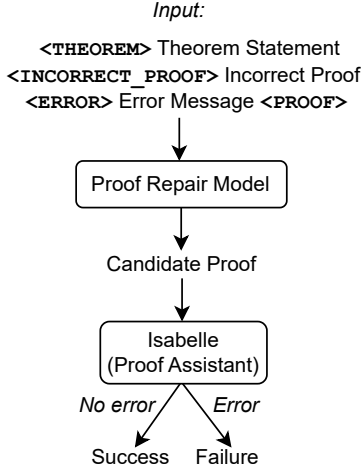 Input:
<THEOREM> Theorem Statement
<INCORRECT_PROOF> Incorrect Proof
<ERROR> Error Message <PROOF>
Proof Repair Model
Candidate Proof
Isabelle
(Proof Assistant)
No error Error
Success Failure